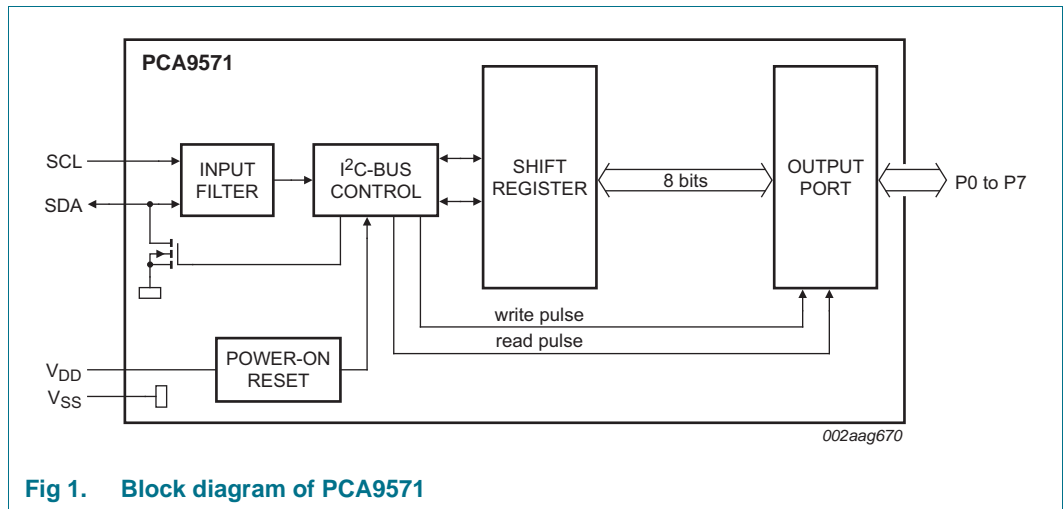 PCA9571
SCL
SDA
INPUT
FILTER
I²C-BUS
CONTROL
SHIFT
REGISTER
8 bits
OUTPUT
PORT
P0 to P7
write pulse
read pulse
POWER-ON
RESET
VDD
VSS
002aag670
Fig 1. Block diagram of PCA9571